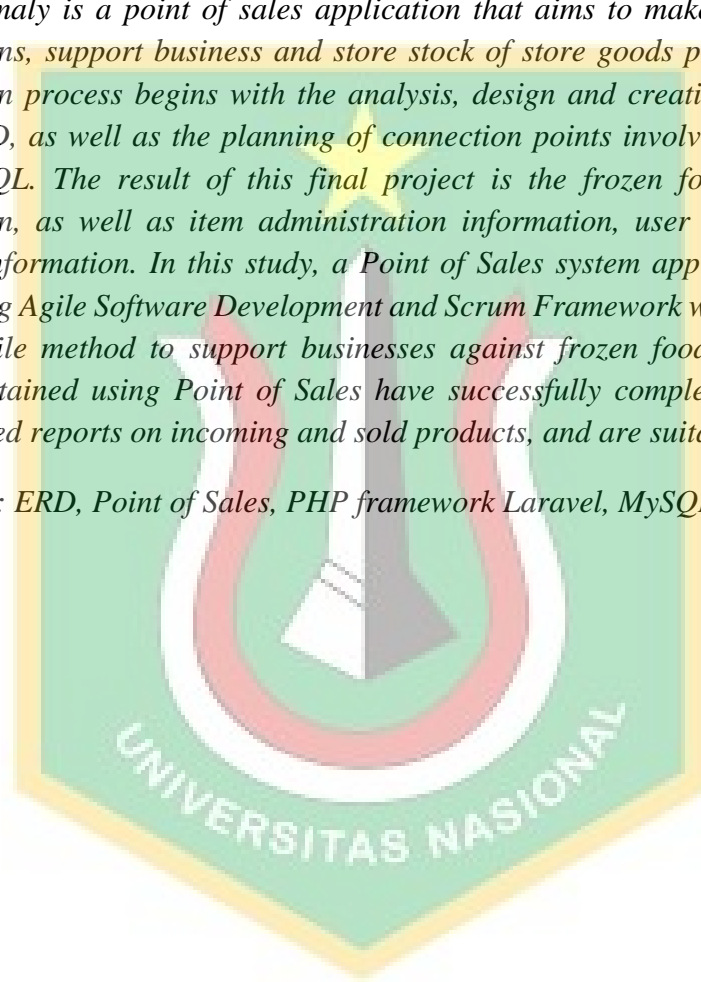 naly is a point of sales application that aims to make
ns, support business and store stock of store goods p
n process begins with the analysis, design and creati
D, as well as the planning of connection points involv
QL. The result of this final project is the frozen fo
n, as well as item administration information, user
nformation. In this study, a Point of Sales system app
g Agile Software Development and Scrum Framework w
ile method to support businesses against frozen food
tained using Point of Sales have successfully comple
ed reports on incoming and sold products, and are suita
: ERD, Point of Sales, PHP framework Laravel, MySQL
UNIVERSITAS NASIONAL